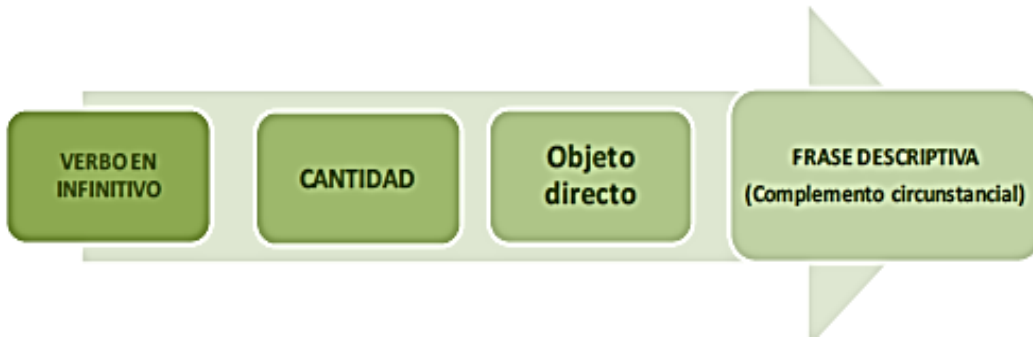 VERBO EN
INFINITIVO
CANTIDAD
Objeto
directo
FRASE DESCRIPTIVA
(Complemento circunstancial)